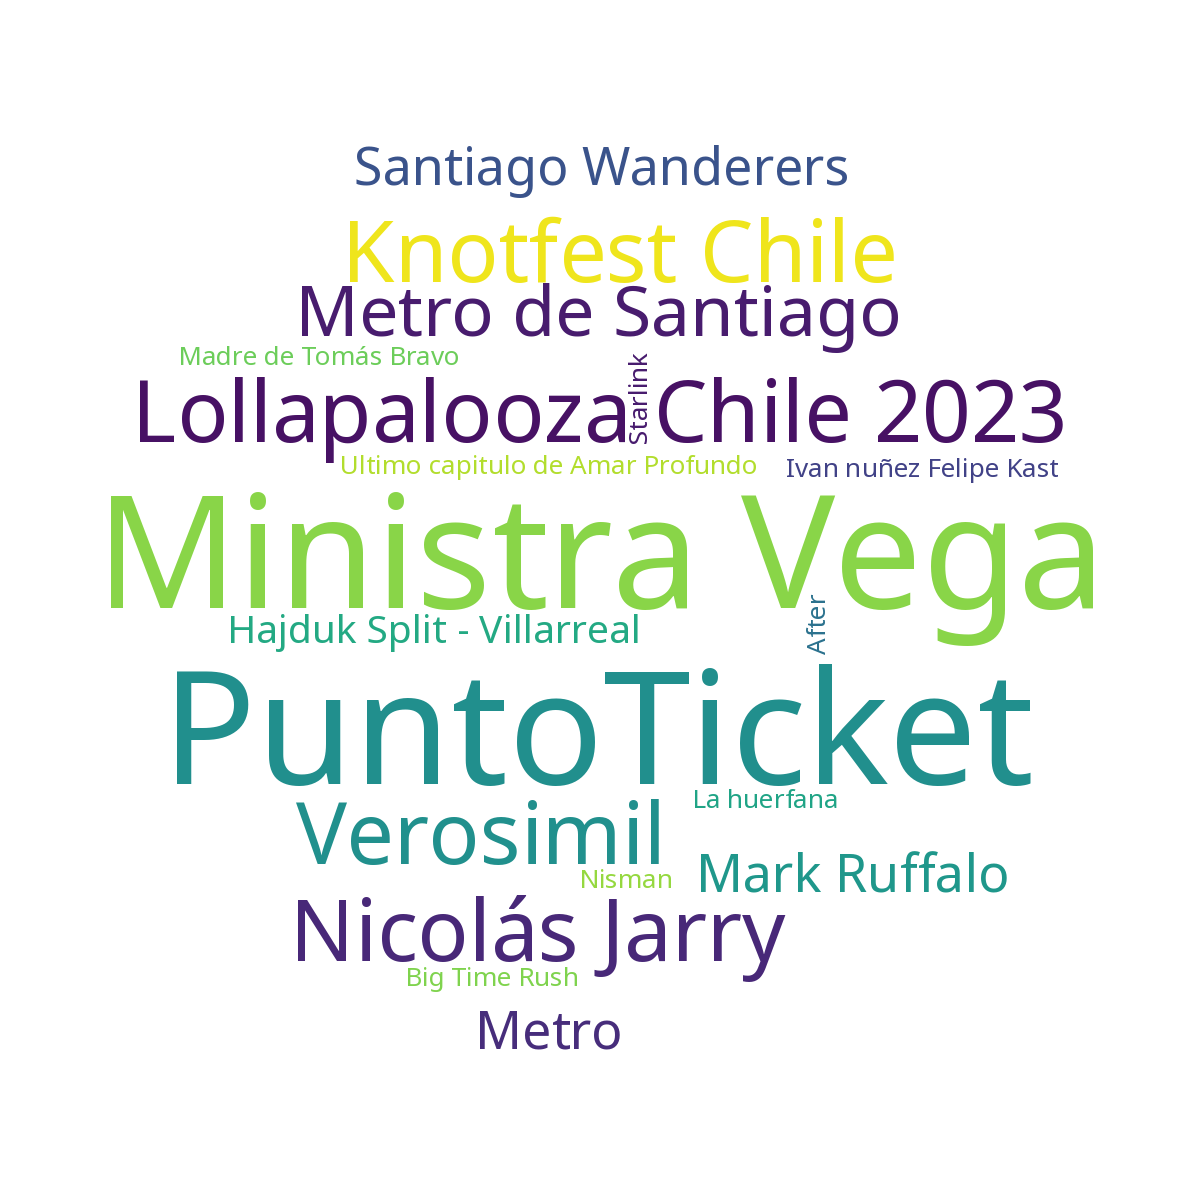 Santiago Wanderers
Knotfest Chile
Metro de Santiago
Madre de Tomás Bravo
Starlink
Lollapalooza Chile 2023
Ultimo capitulo de Amar Profundo
Ivan nuñez Felipe Kast
Ministra Vega
After
Hajduk Split - Villarreal
PuntoTicket
La huerfana
Verosimil
Mark Ruffalo
Nisman
Nicolás Jarry
Big Time Rush
Metro